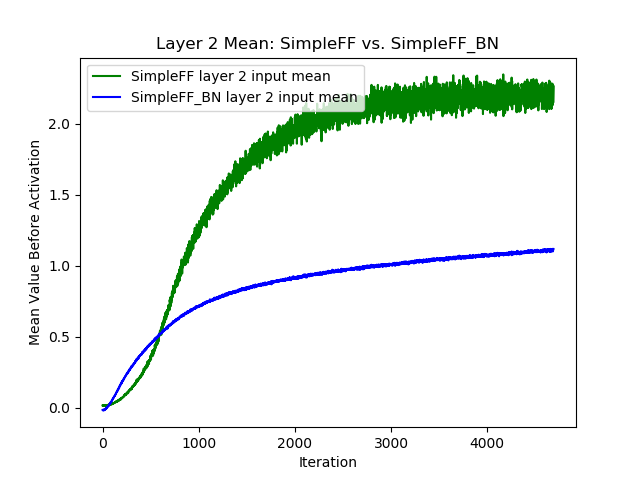 Layer 2 Mean: SimpleFF vs. SimpleFF_BN
SimpleFF layer 2 input mean
SimpleFF_BN layer 2 input mean
Mean Value Before Activation
2.0
1.5
1.0
0.5
0.0
0 1000 2000 3000 4000
Iteration